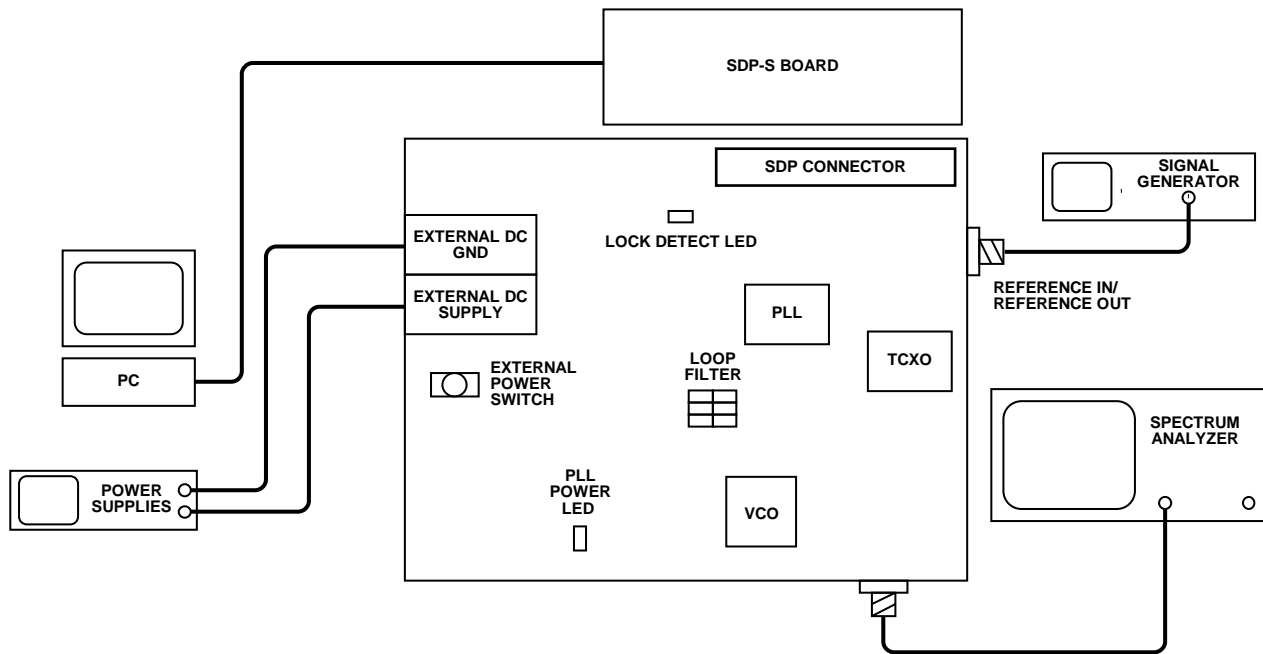 SDP-S BOARD
SDP CONNECTOR
SIGNAL
GENERATOR
LOCK DETECT LED
EXTERNAL DC
GND
EXTERNAL DC
SUPPLY
REFERENCE IN/
REFERENCE OUT
PLL
TCXO
LOOP
FILTER
EXTERNAL
POWER
SWITCH
PC
SPECTRUM
ANALYZER
POWER
SUPPLIES
PLL
POWER
LED
VCO